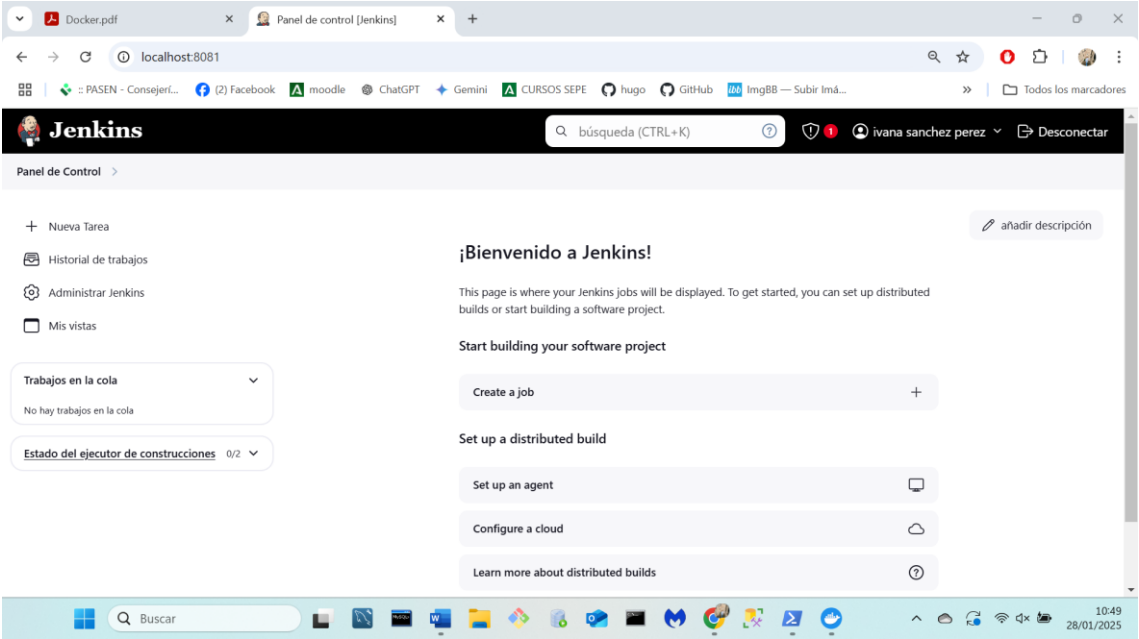 Docker.pdf
Panel de control [Jenkins]
localhost:8081
:: PASEN - Consejerí...
(2) Facebook
moodle
ChatGPT
Gemini
CURSOS SEPE
hugo
GitHub
ibb ImgBB — Subir Imá...
Todos los marcadores
Jenkins
búsqueda (CTRL+K)
1
ivana sanchez perez
Desconectar
Panel de Control
Nueva Tarea
Historial de trabajos
Administrar Jenkins
Mis vistas
Trabajos en la cola
No hay trabajos en la cola
Estado del ejecutor de construcciones 0/2
añadir descripción
¡Bienvenido a Jenkins!
This page is where your Jenkins jobs will be displayed. To get started, you can set up distributed
builds or start building a software project.
Start building your software project
Create a job
Set up a distributed build
Set up an agent
Configure a cloud
Learn more about distributed builds
Buscar
10:49
28/01/2025